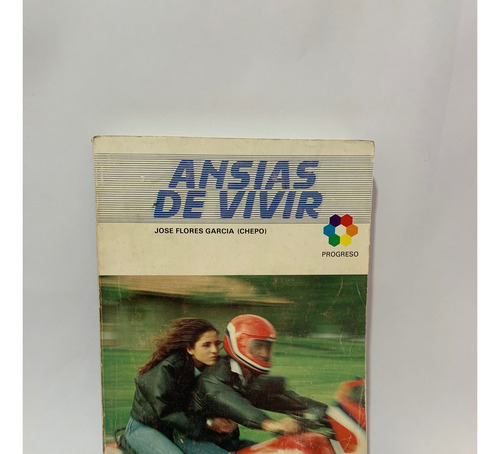 ANSIAS
DE VIVIR
JOSE FLORES GARCIA (CHEPO)
PROGRESO